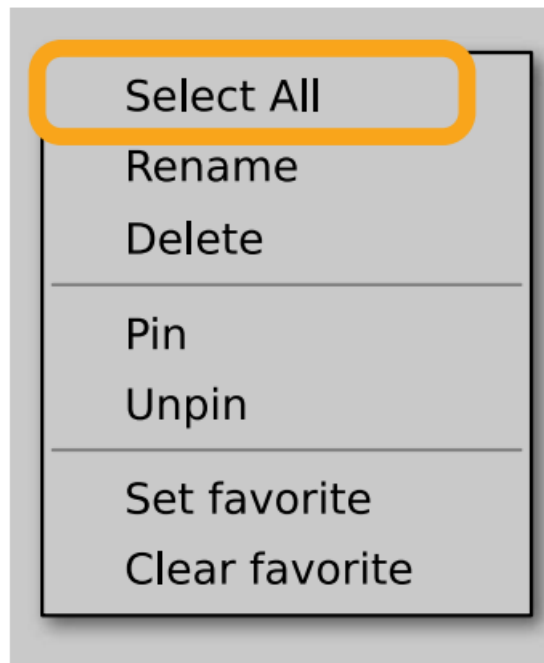 Select All
Rename
Delete
Pin
Unpin
Set favorite
Clear favorite